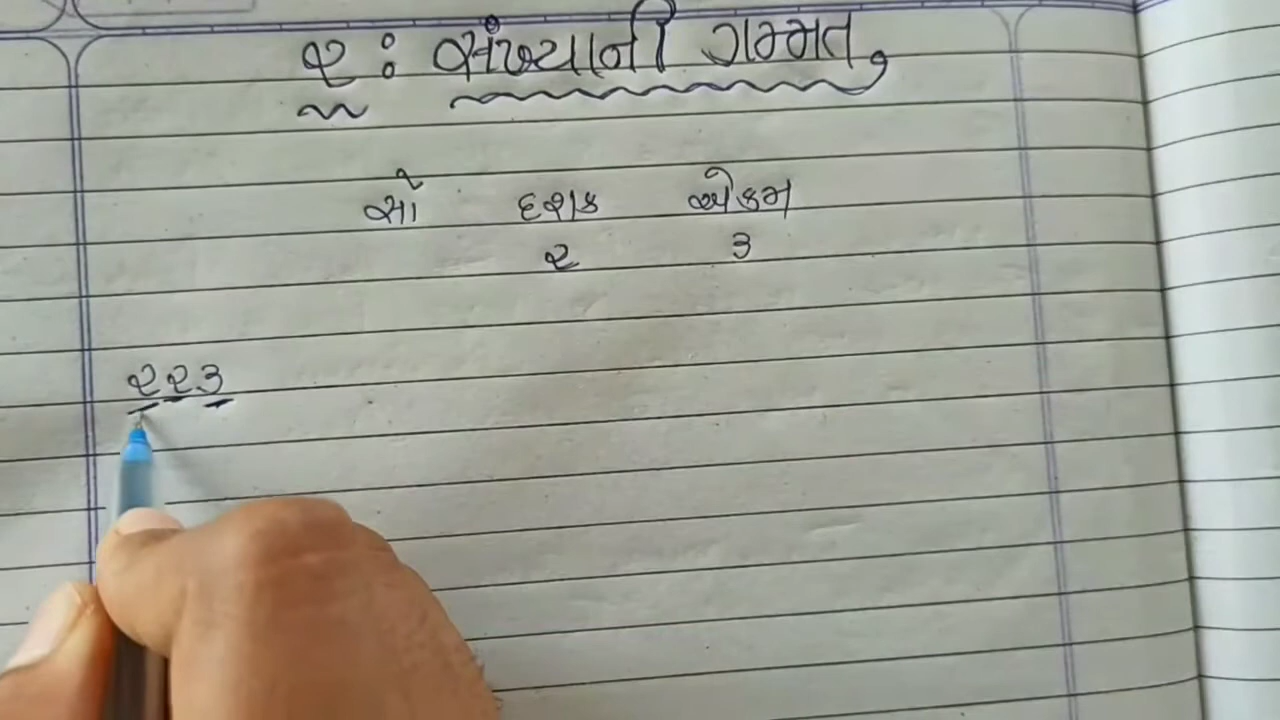 ૨ : સંખ્યાની ગમ્મત,
સો દશક એકમ
૨ ૩
૨૨૩